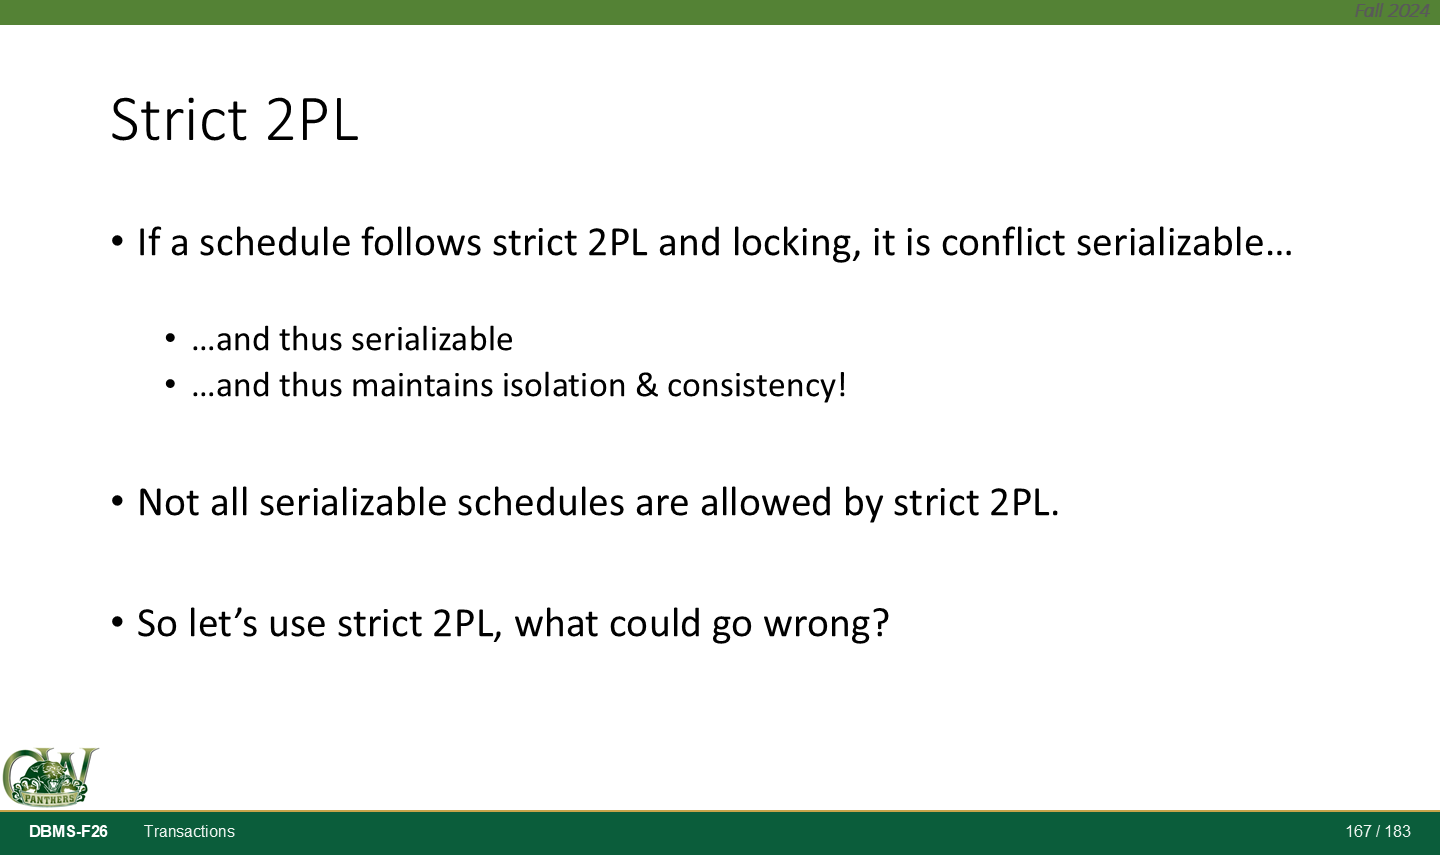 Fall 2024
Strict 2PL
• If a schedule follows strict 2PL and locking, it is conflict serializable…
• …and thus serializable
• …and thus maintains isolation & consistency!
• Not all serializable schedules are allowed by strict 2PL.
• So let’s use strict 2PL, what could go wrong?
OW
PANTHERS
DBMS-F26 Transactions 167 / 183